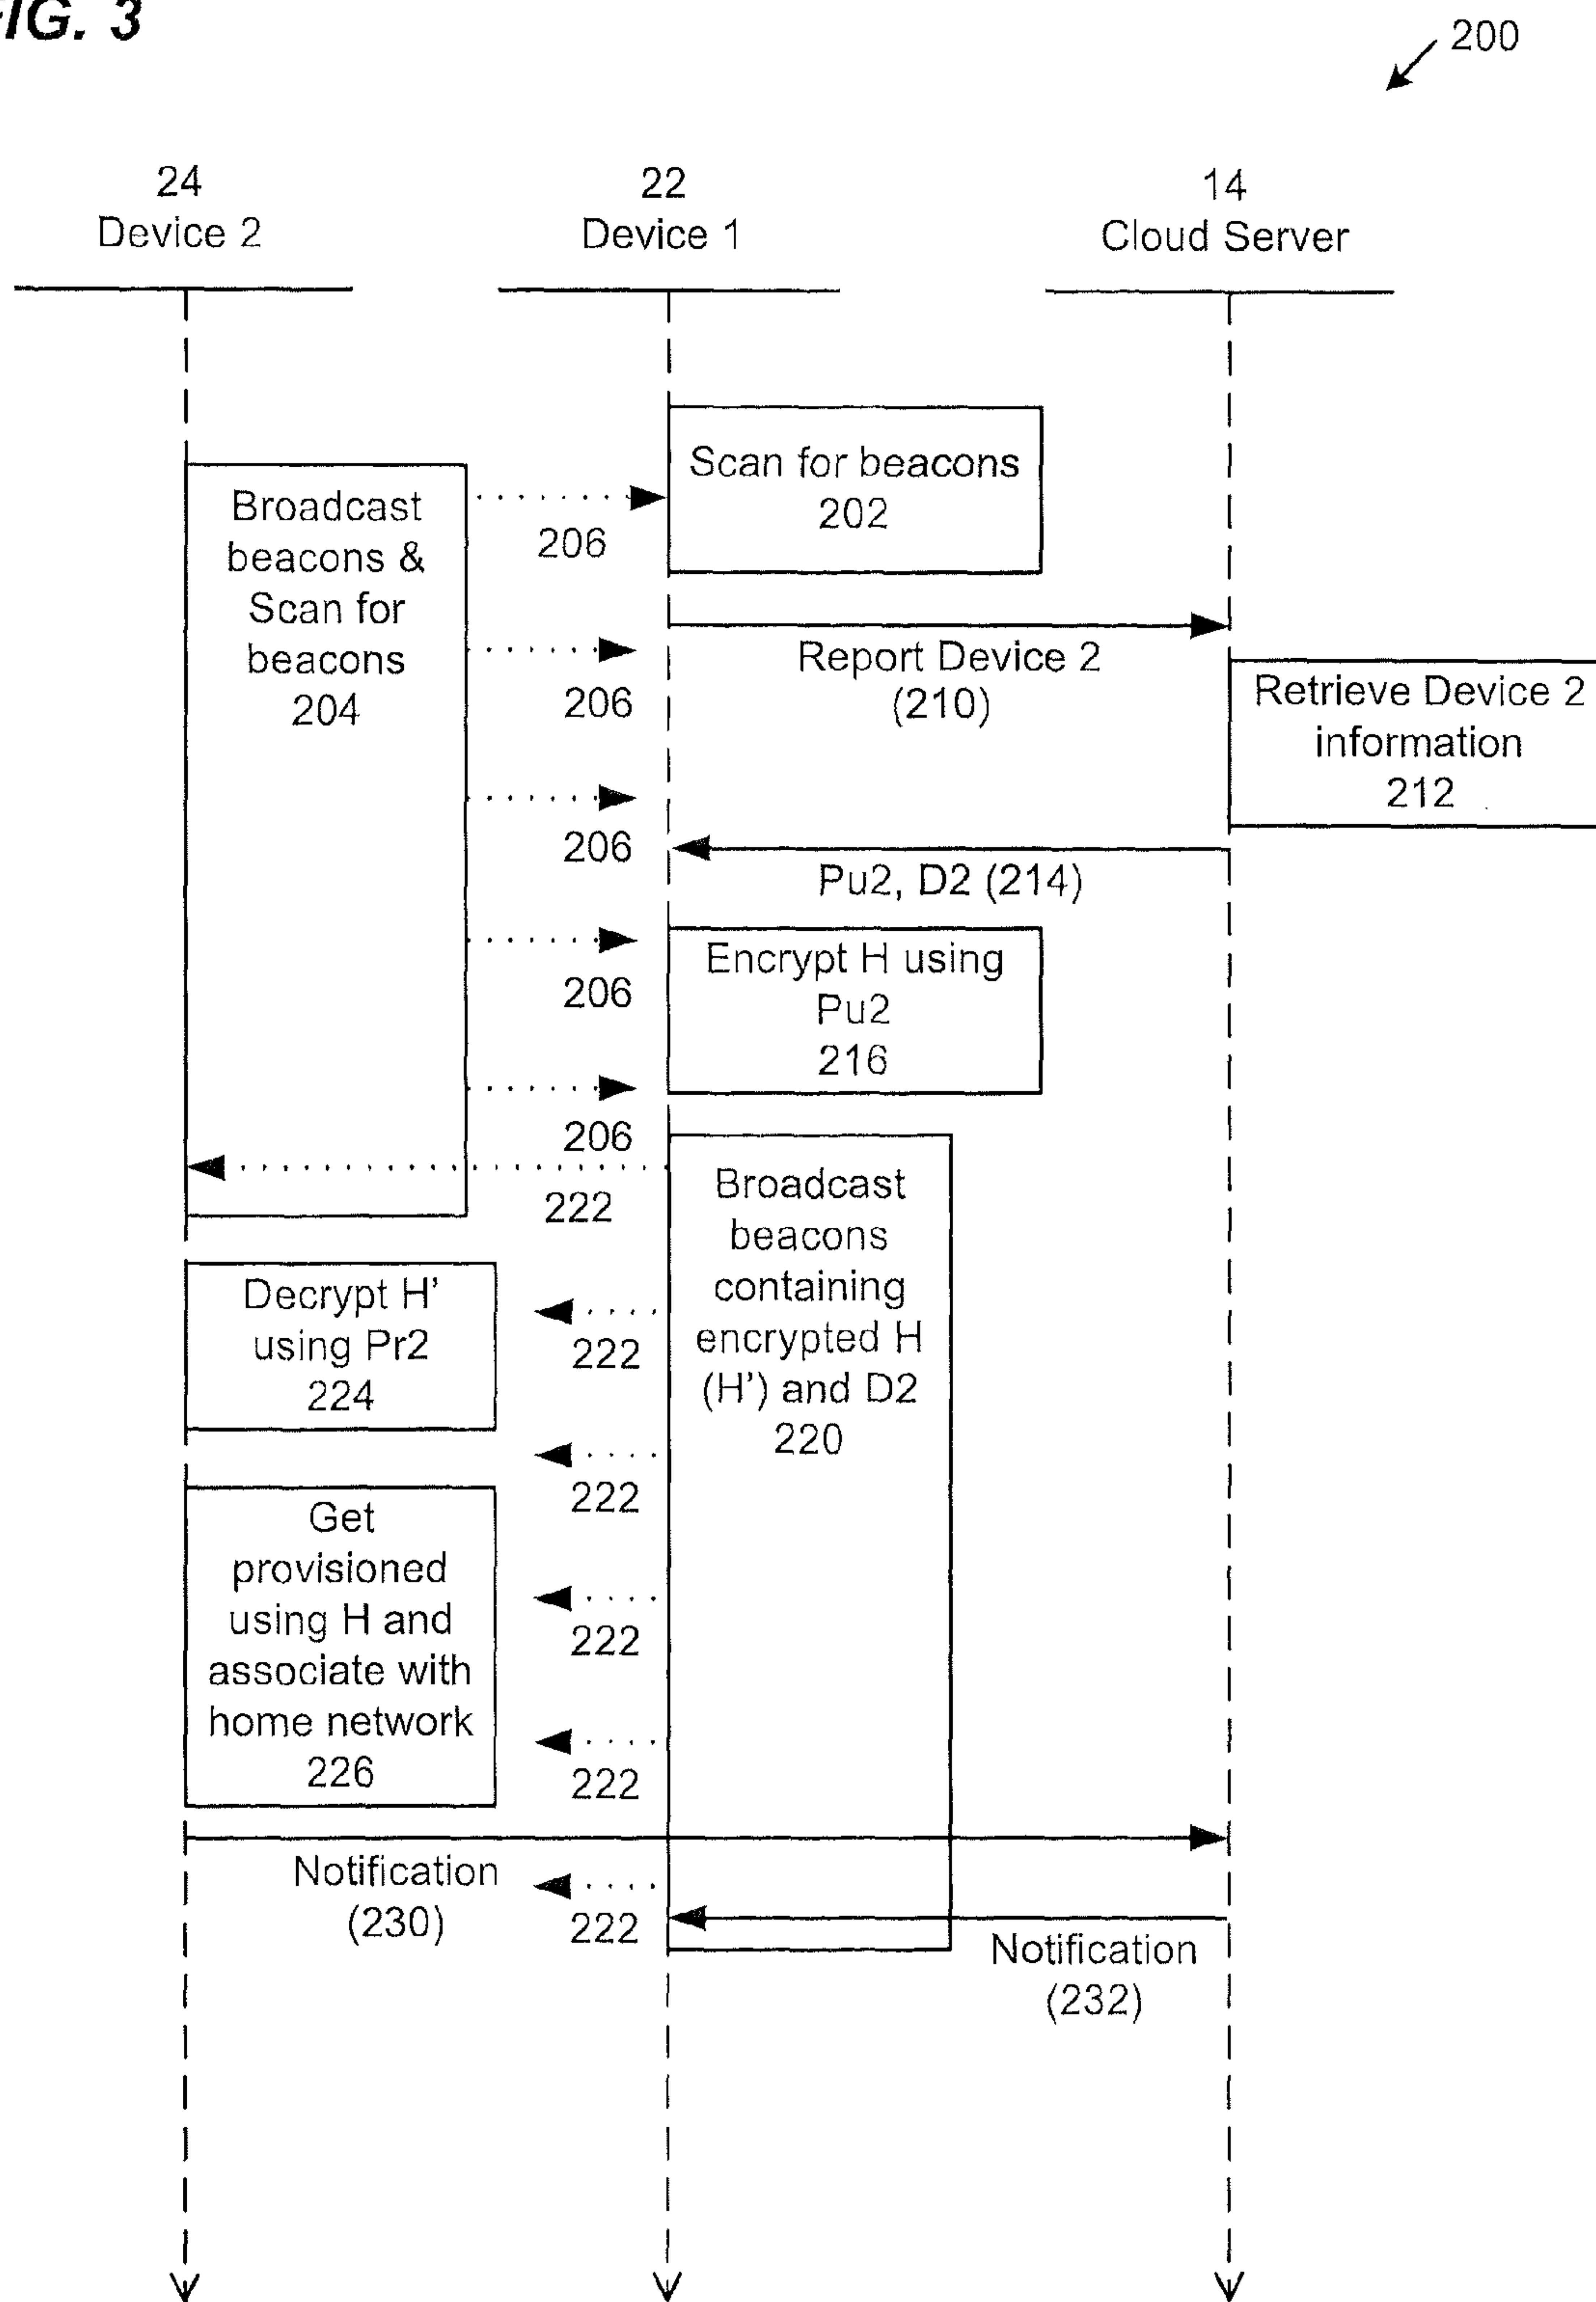 FIG. 3
200
24
Device 2
22
Device 1
14
Cloud Server
Scan for beacons
202
Broadcast
beacons &
Scan for
beacons
204
206
Report Device 2
(210)
206
Retrieve Device 2
information
212
206
Pu2, D2 (214)
206
Encrypt H using
Pu2
216
206
222
Broadcast
beacons
containing
encrypted H
(H') and D2
220
Decrypt H'
using Pr2
224
222
222
Get
provisioned
using H and
associate with
home network
226
222
222
Notification
(230)
222
Notification
(232)